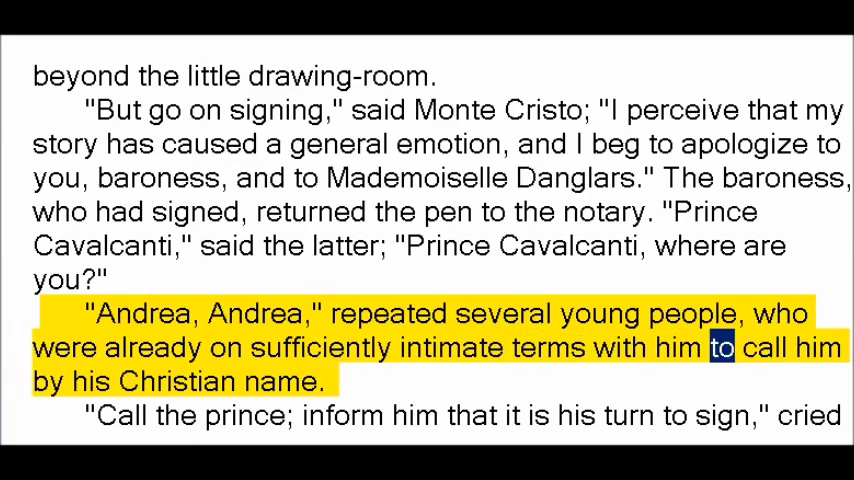 beyond the little drawing-room.
"But go on signing," said Monte Cristo; "I perceive that my
story has caused a general emotion, and I beg to apologize to
you, baroness, and to Mademoiselle Danglars." The baroness,
who had signed, returned the pen to the notary. "Prince
Cavalcanti," said the latter; "Prince Cavalcanti, where are
you?"
"Andrea, Andrea," repeated several young people, who
were already on sufficiently intimate terms with him to call him
by his Christian name.
"Call the prince; inform him that it is his turn to sign," cried